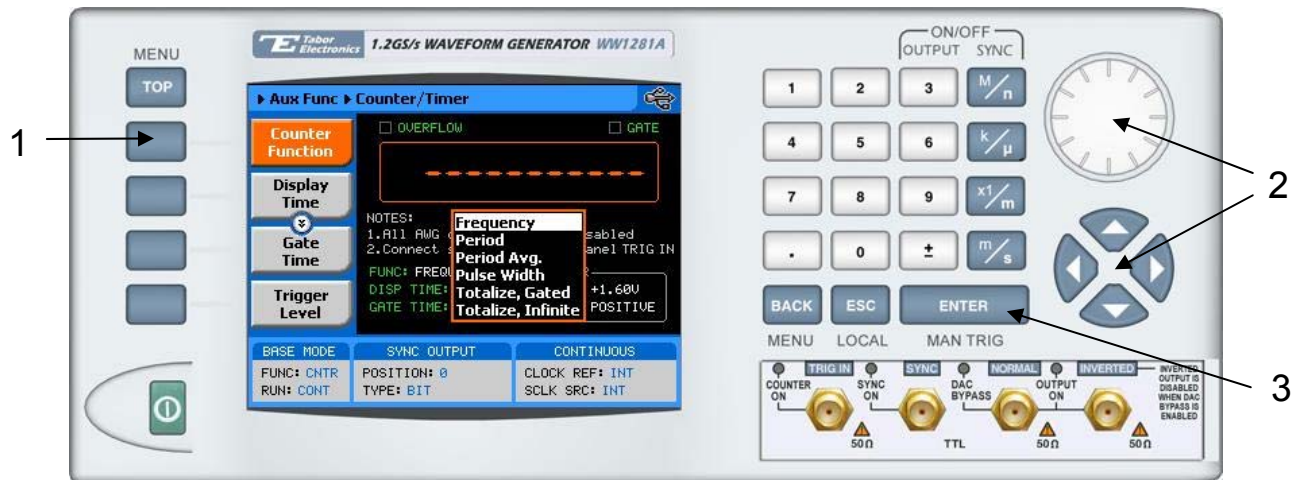 MENU
TOP
1
Tabor Electronics 1.2GS/s WAVEFORM GENERATOR WW1281A
Aux Func Counter/Timer
Counter Function
Display Time
Gate Time
Trigger Level
OVERFLOW GATE
----------
NOTES:
1.All AWG sabled
2.Connect anel TRIG IN
FUNC: FREQU
DISP TIME: +1.60V
GATE TIME: POSITIVE
Frequency
Period
Period Avg.
Pulse Width
Totalize, Gated
Totalize, Infinite
BASE MODE SYNC OUTPUT CONTINUOUS
FUNC: CNTR POSITION: 0 CLOCK REF: INT
RUN: CONT TYPE: BIT SCLK SRC: INT
ON/OFF
OUTPUT SYNC
1 2 3 M/n
4 5 6 k/µ
7 8 9 x1/m
. 0 ± m/s
BACK ESC ENTER
MENU LOCAL MAN TRIG
2
3
TRIG IN SYNC NORMAL INVERTED
COUNTER ON
SYNC ON
DAC BYPASS
OUTPUT ON
INVERTED
OUTPUT IS
DISABLED
WHEN DAC
BYPASS IS
ENABLED
50Ω TTL 50Ω 50Ω